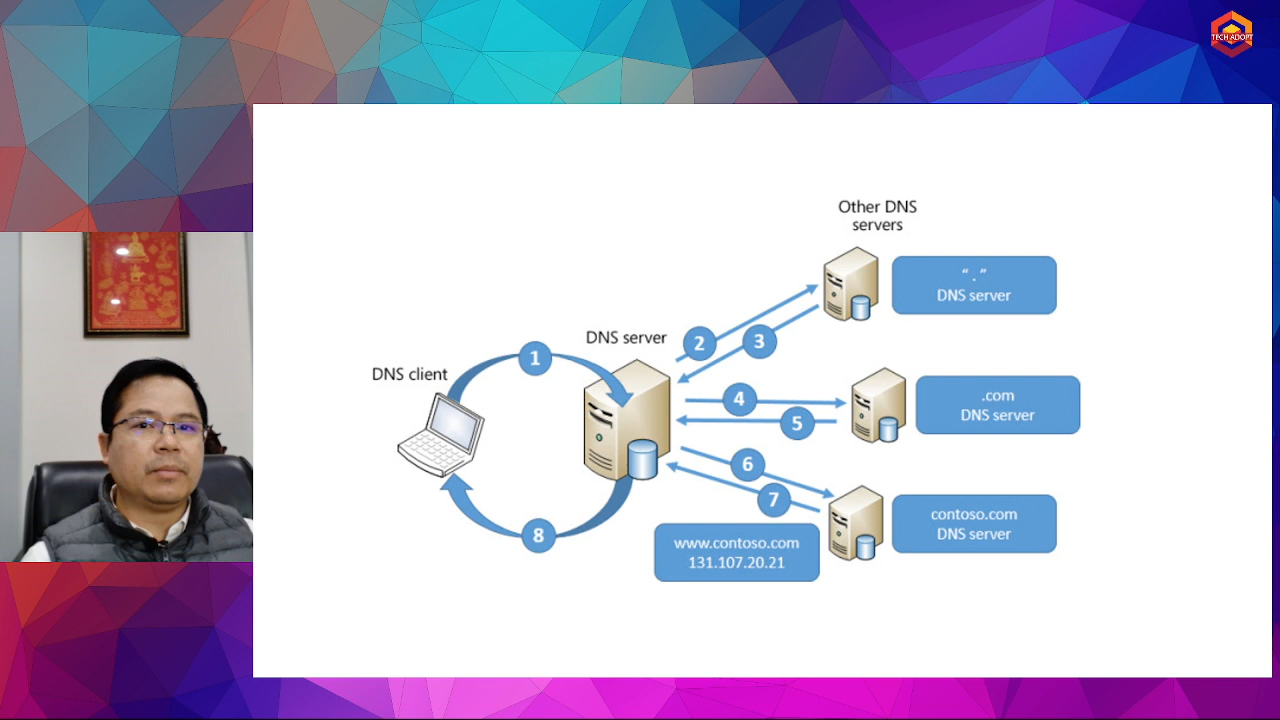 TECH ADOPT
Other DNS
servers
“ . ”
DNS server
DNS server
2
3
1
DNS client
.com
DNS server
4
5
6
7
contoso.com
DNS server
8
www.contoso.com
131.107.20.21